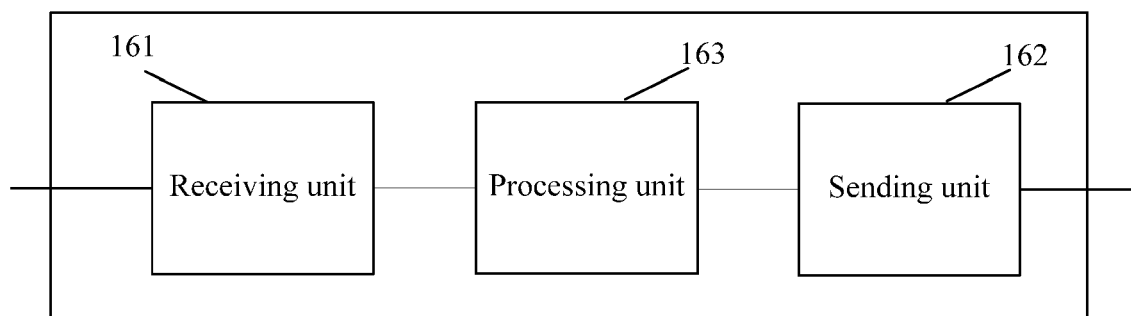 161
163
162
Receiving unit
Processing unit
Sending unit